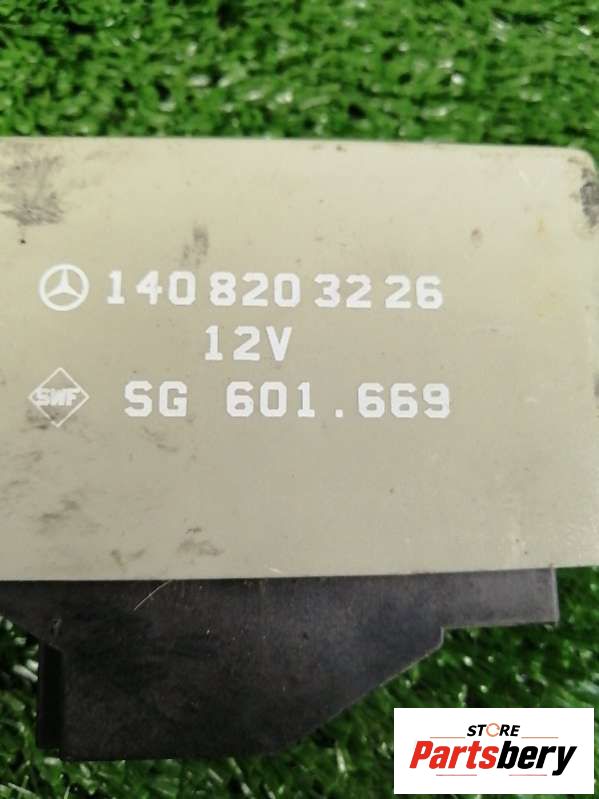 140 820 32 26
12V
SWF
SG 601.669
STORE
Partsbery